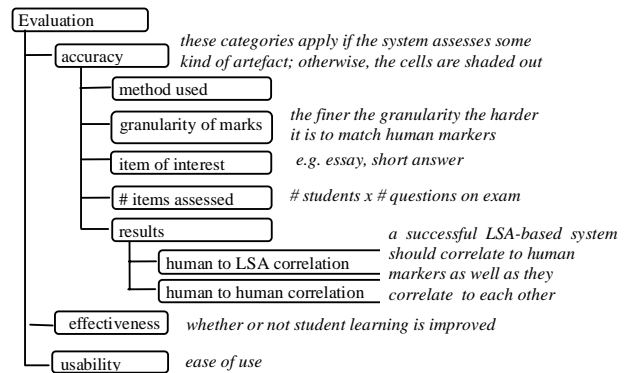 Evaluation
accuracy
these categories apply if the system assesses some
kind of artefact; otherwise, the cells are shaded out
method used
granularity of marks
the finer the granularity the harder
it is to match human markers
item of interest
e.g. essay, short answer
# items assessed
# students x # questions on exam
results
a successful LSA-based system
should correlate to human
markers as well as they
correlate to each other
human to LSA correlation
human to human correlation
effectiveness
whether or not student learning is improved
usability
ease of use